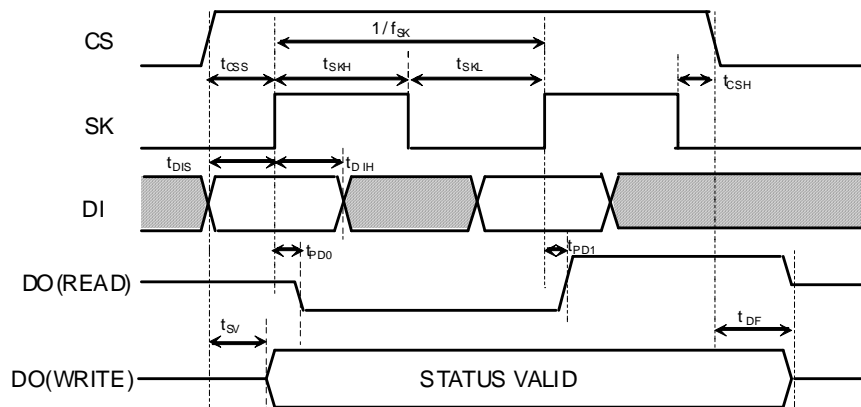 CS
1/fSK
tCSS
tSKH
tSKL
tCSH
SK
tDIS
tDIH
DI
tPD0
tPD1
DO(READ)
tSV
tDF
DO(WRITE)
STATUS VALID